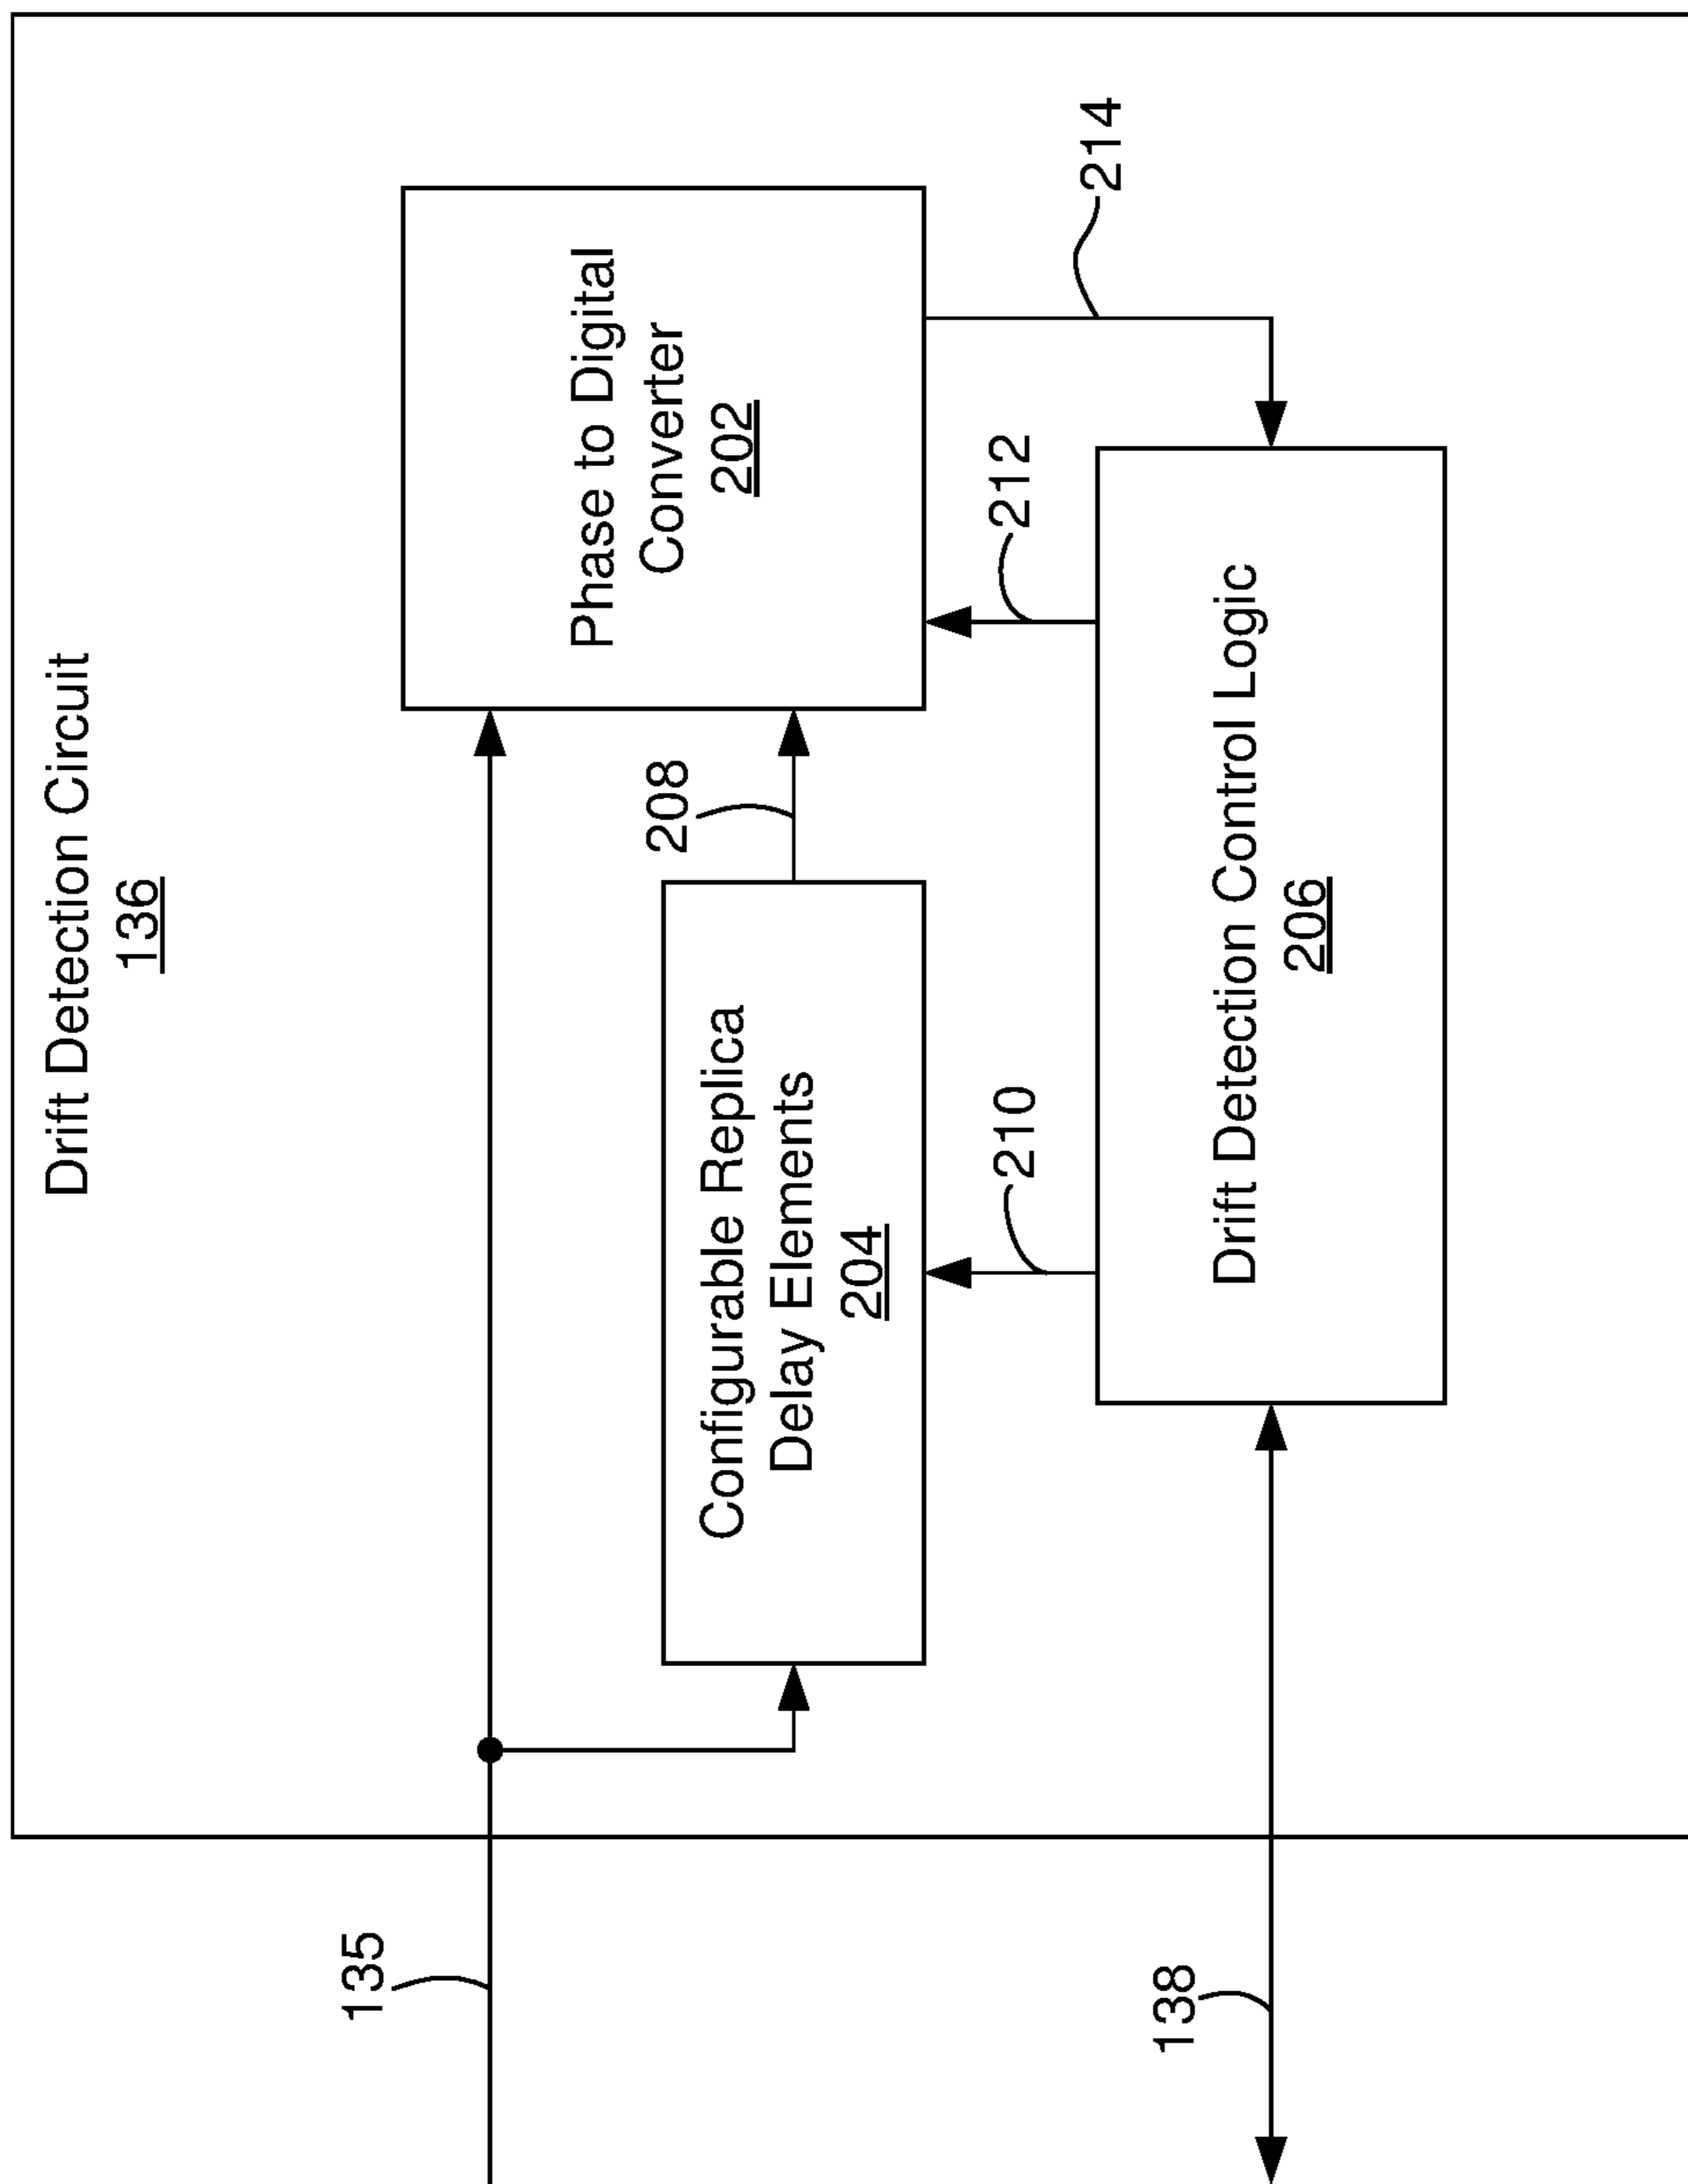 Drift Detection Circuit
136
135
Phase to Digital
Converter
202
208
Configurable Replica
Delay Elements
204
210
212
214
138
Drift Detection Control Logic
206